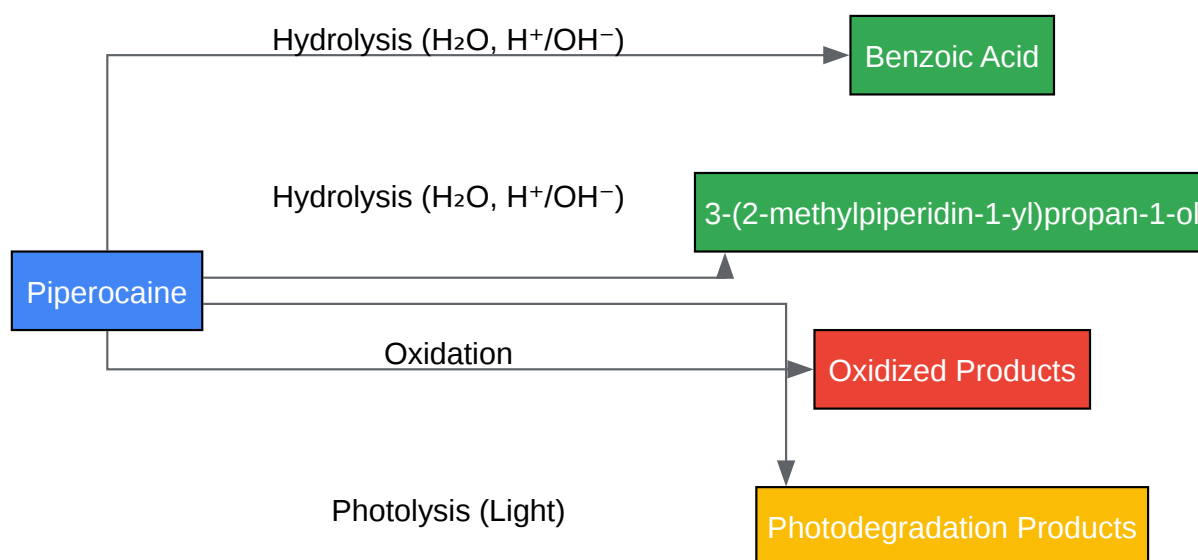 Hydrolysis (H₂O, H⁺/OH⁻)
Benzoic Acid
Hydrolysis (H₂O, H⁺/OH⁻)
3-(2-methylpiperidin-1-yl)propan-1-ol
Piperocaine
Oxidation
Oxidized Products
Photolysis (Light)
Photodegradation Products